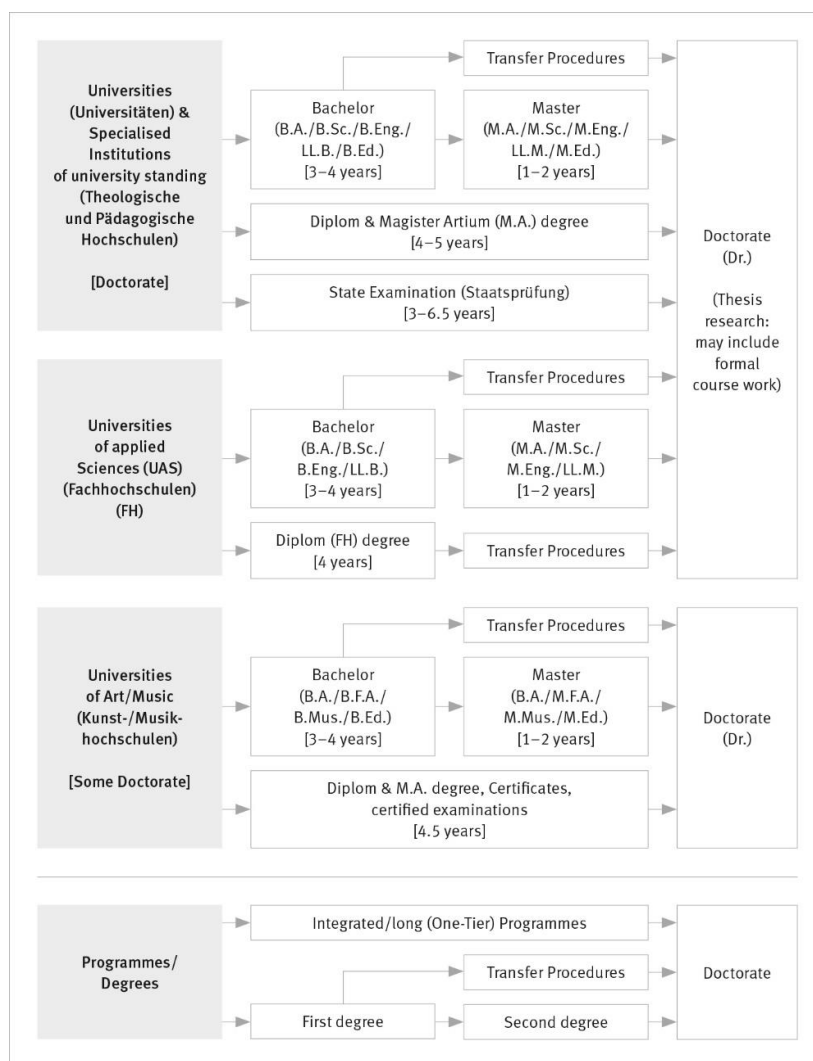 Universities
(Universitäten) &
Specialised
Institutions
of university standing
(Theologische
und Pädagogische
Hochschulen)
[Doctorate]
Transfer Procedures
Bachelor
(B.A./B.Sc./B.Eng./
LL.B./B.Ed.)
[3–4 years]
Master
(M.A./M.Sc./M.Eng./
LL.M./M.Ed.)
[1–2 years]
Diplom & Magister Artium (M.A.) degree
[4–5 years]
State Examination (Staatsprüfung)
[3–6.5 years]
Doctorate
(Dr.)
(Thesis
research:
may include
formal
course work)
Universities
of applied
Sciences (UAS)
(Fachhochschulen)
(FH)
Transfer Procedures
Bachelor
(B.A./B.Sc./
B.Eng./LL.B.)
[3–4 years]
Master
(M.A./M.Sc./
M.Eng./LL.M.)
[1–2 years]
Diplom (FH) degree
[4 years]
Transfer Procedures
Universities
of Art/Music
(Kunst-/Musik-
hochschulen)
[Some Doctorate]
Transfer Procedures
Bachelor
(B.A./B.F.A./
B.Mus./B.Ed.)
[3–4 years]
Master
(B.A./M.F.A./
M.Mus./M.Ed.)
[1–2 years]
Diplom & M.A. degree, Certificates,
certified examinations
[4.5 years]
Doctorate
(Dr.)
Programmes/
Degrees
Integrated/long (One-Tier) Programmes
Transfer Procedures
First degree
Second degree
Doctorate